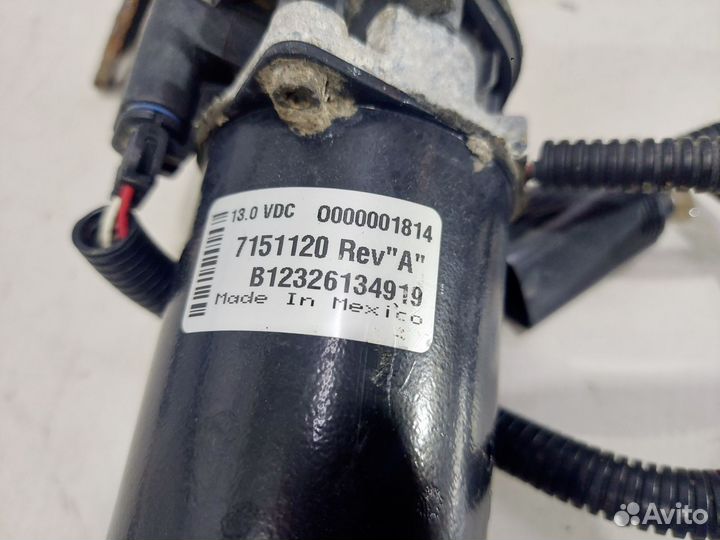 13.0 VDC 0000001814
7151120 Rev"A"
B12326134919
Made In Mexico
Avito